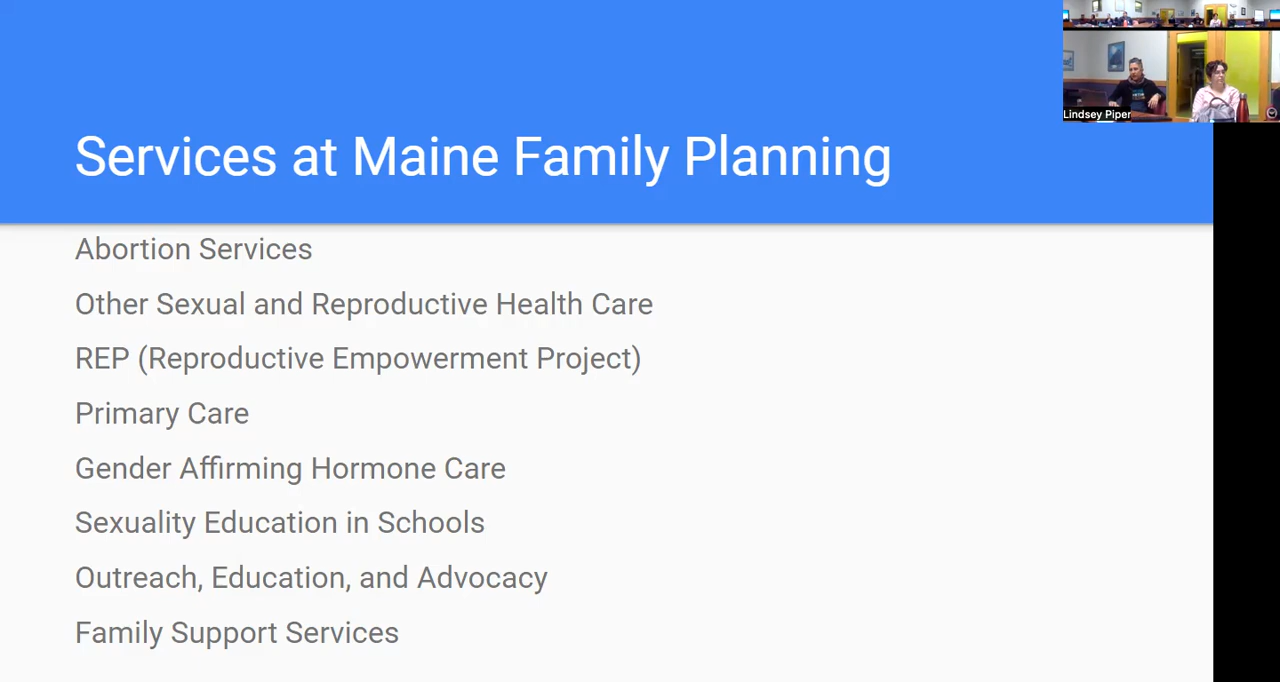 Services at Maine Family Planning
Lindsey Piper
Abortion Services
Other Sexual and Reproductive Health Care
REP (Reproductive Empowerment Project)
Primary Care
Gender Affirming Hormone Care
Sexuality Education in Schools
Outreach, Education, and Advocacy
Family Support Services